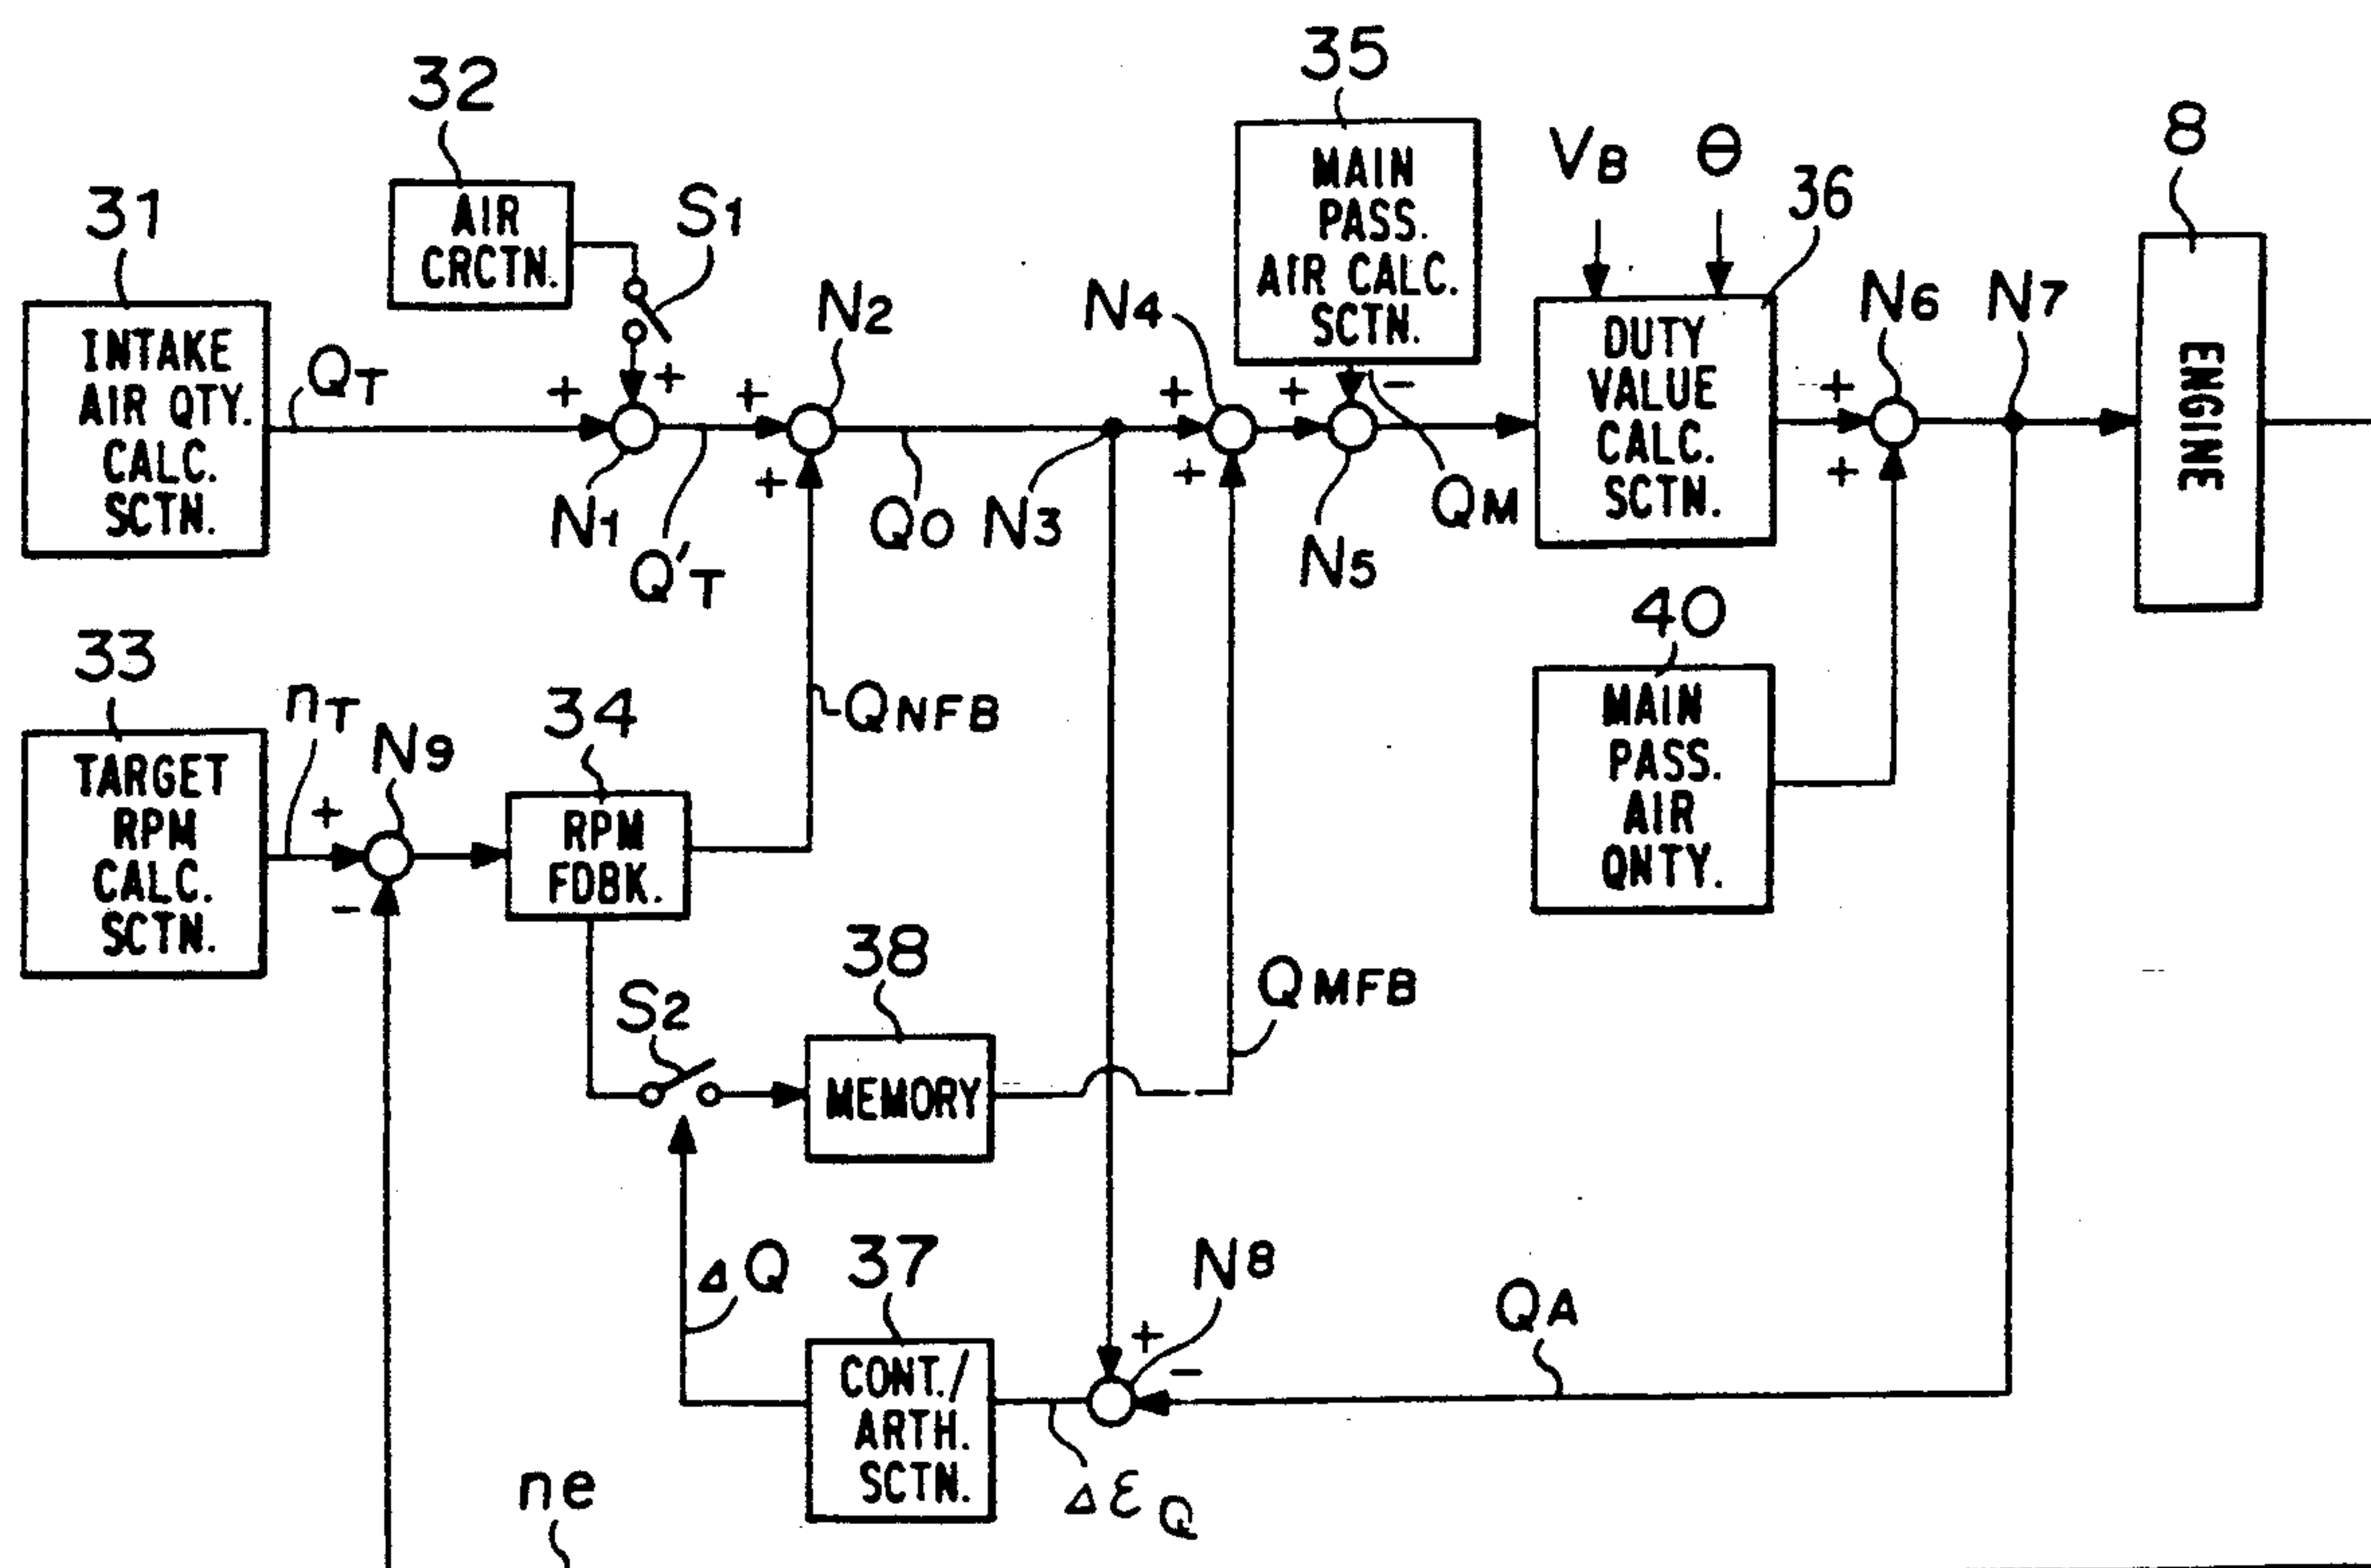 35
32
8
VB
θ
36
31
AIR
CRCTN.
S1
MAIN
PASS.
AIR CALC.
SCTN.
N2
N4
N6
N7
INTAKE
AIR QTY.
CALC.
SCTN.
QT
+
+
+
+
+
−
+
DUTY
VALUE
CALC.
SCTN.
ENGINE
+
+
+
N1
Q'T
QO
N3
N5
QM
33
nT
N9
34
QNFB
40
TARGET
RPM
CALC.
SCTN.
+
−
RPM
FDBK.
MAIN
PASS.
AIR
QNTY.
38
S2
MEMORY
QMFB
ΔQ
37
N8
QA
+
−
CONT./
ARTH.
SCTN.
ΔεQ
ne